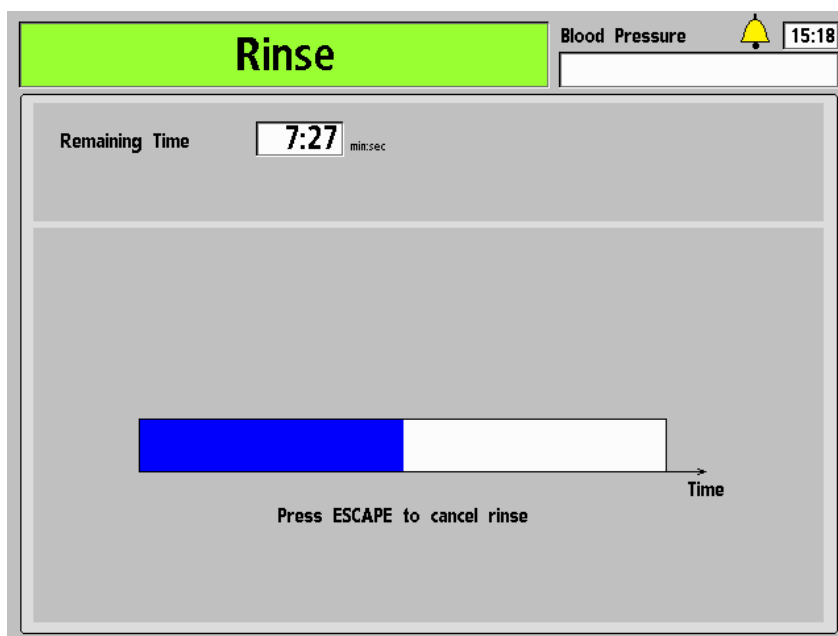 Rinse
Blood Pressure
15:18
Remaining Time 7:27 min:sec
Time
Press ESCAPE to cancel rinse